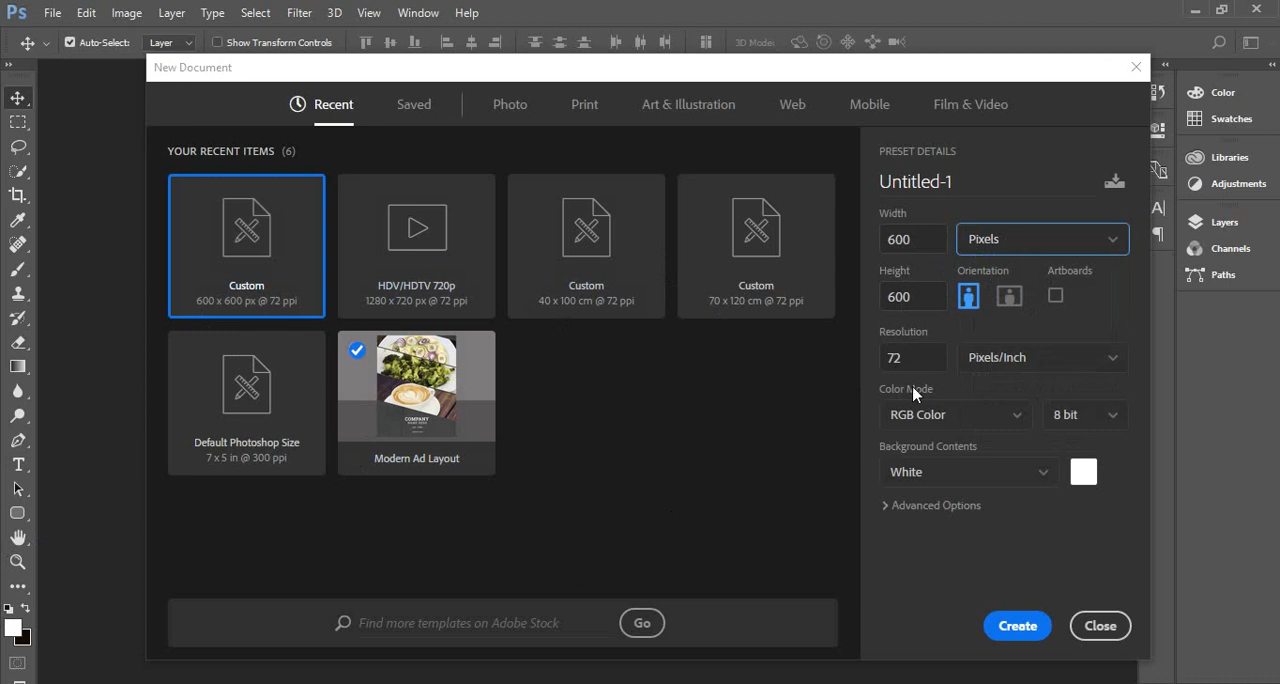 Ps File Edit Image Layer Type Select Filter 3D View Window Help
Auto-Select: Layer Show Transform Controls 3D Mode:
New Document
Recent Saved Photo Print Art & Illustration Web Mobile Film & Video
YOUR RECENT ITEMS (6)
Custom
600 x 600 px @ 72 ppi
HDV/HDTV 720p
1280 x 720 px @ 72 ppi
Custom
40 x 100 cm @ 72 ppi
Custom
70 x 120 cm @ 72 ppi
Default Photoshop Size
7 x 5 in @ 300 ppi
COMPANY
Modern Ad Layout
Find more templates on Adobe Stock Go
PRESET DETAILS
Untitled-1
Width
600 Pixels
Height Orientation Artboards
600
Resolution
72 Pixels/Inch
Color Mode
RGB Color 8 bit
Background Contents
White
Advanced Options
Create Close
Color
Swatches
Libraries
Adjustments
Layers
Channels
Paths